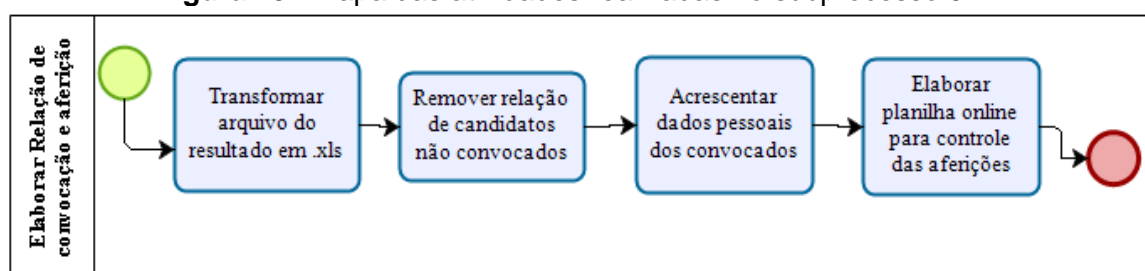 Elaborar Relação de
convocação e aferição
Transformar
arquivo do
resultado em .xls
Remover relação
de candidatos
não convocados
Acrescentar
dados pessoais
dos convocados
Elaborar
planilha online
para controle
das aferições